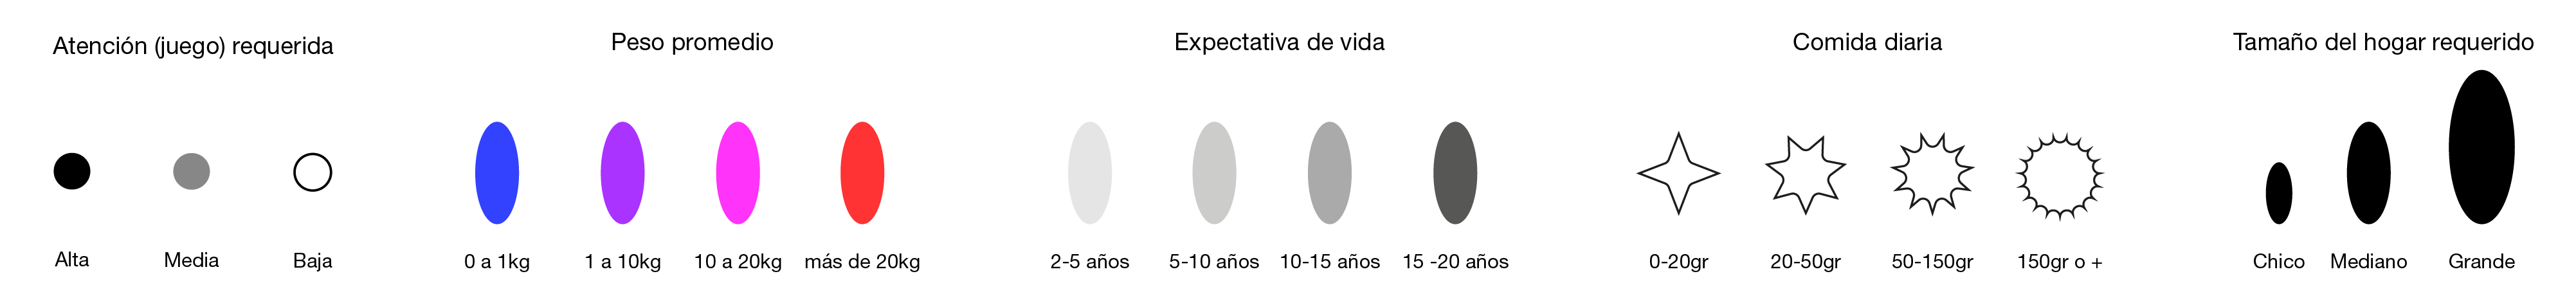 Atención (juego) requerida
Alta
Media
Baja
Peso promedio
0 a 1kg
1 a 10kg
10 a 20kg
más de 20kg
Expectativa de vida
2-5 años
5-10 años
10-15 años
15 -20 años
Comida diaria
0-20gr
20-50gr
50-150gr
150gr o +
Tamaño del hogar requerido
Chico
Mediano
Grande